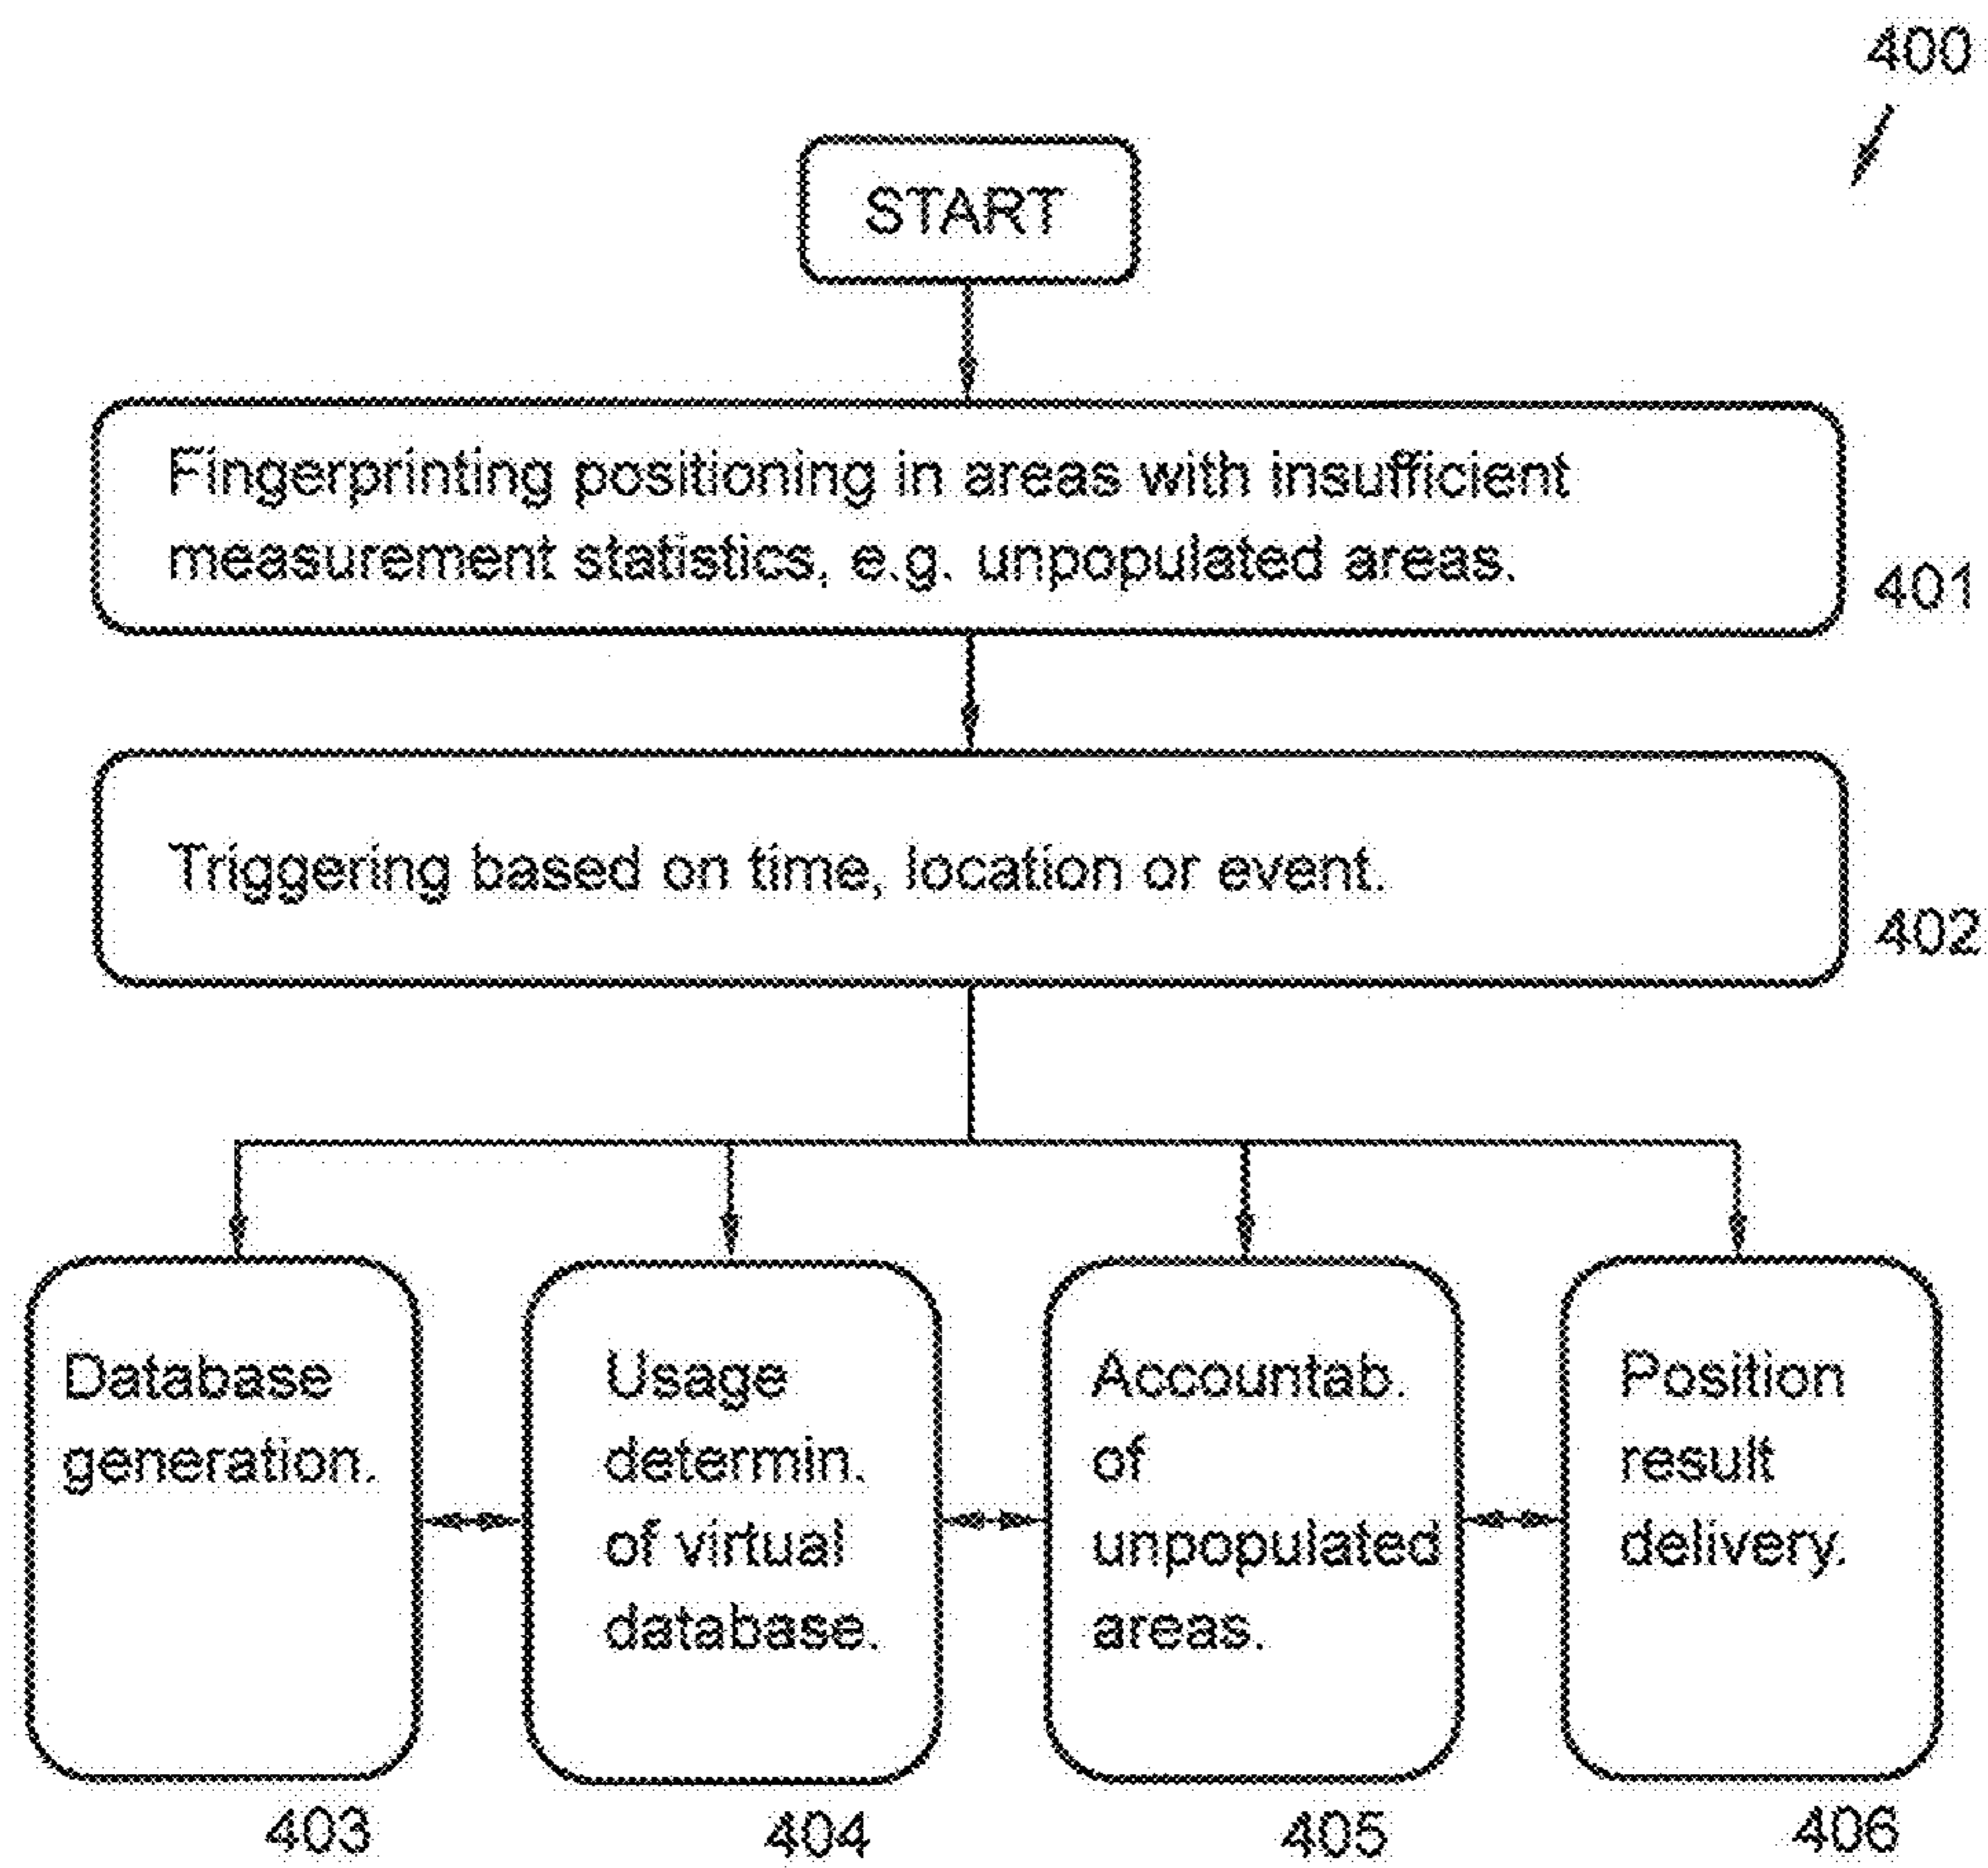 400
START
Fingerprinting positioning in areas with insufficient
measurement statistics, e.g. unpopulated areas.
401
Triggering based on time, location or event.
402
Database
generation.
403
Usage
determin.
of virtual
database.
404
Accountab.
of
unpopulated
areas.
405
Position
result
delivery.
406